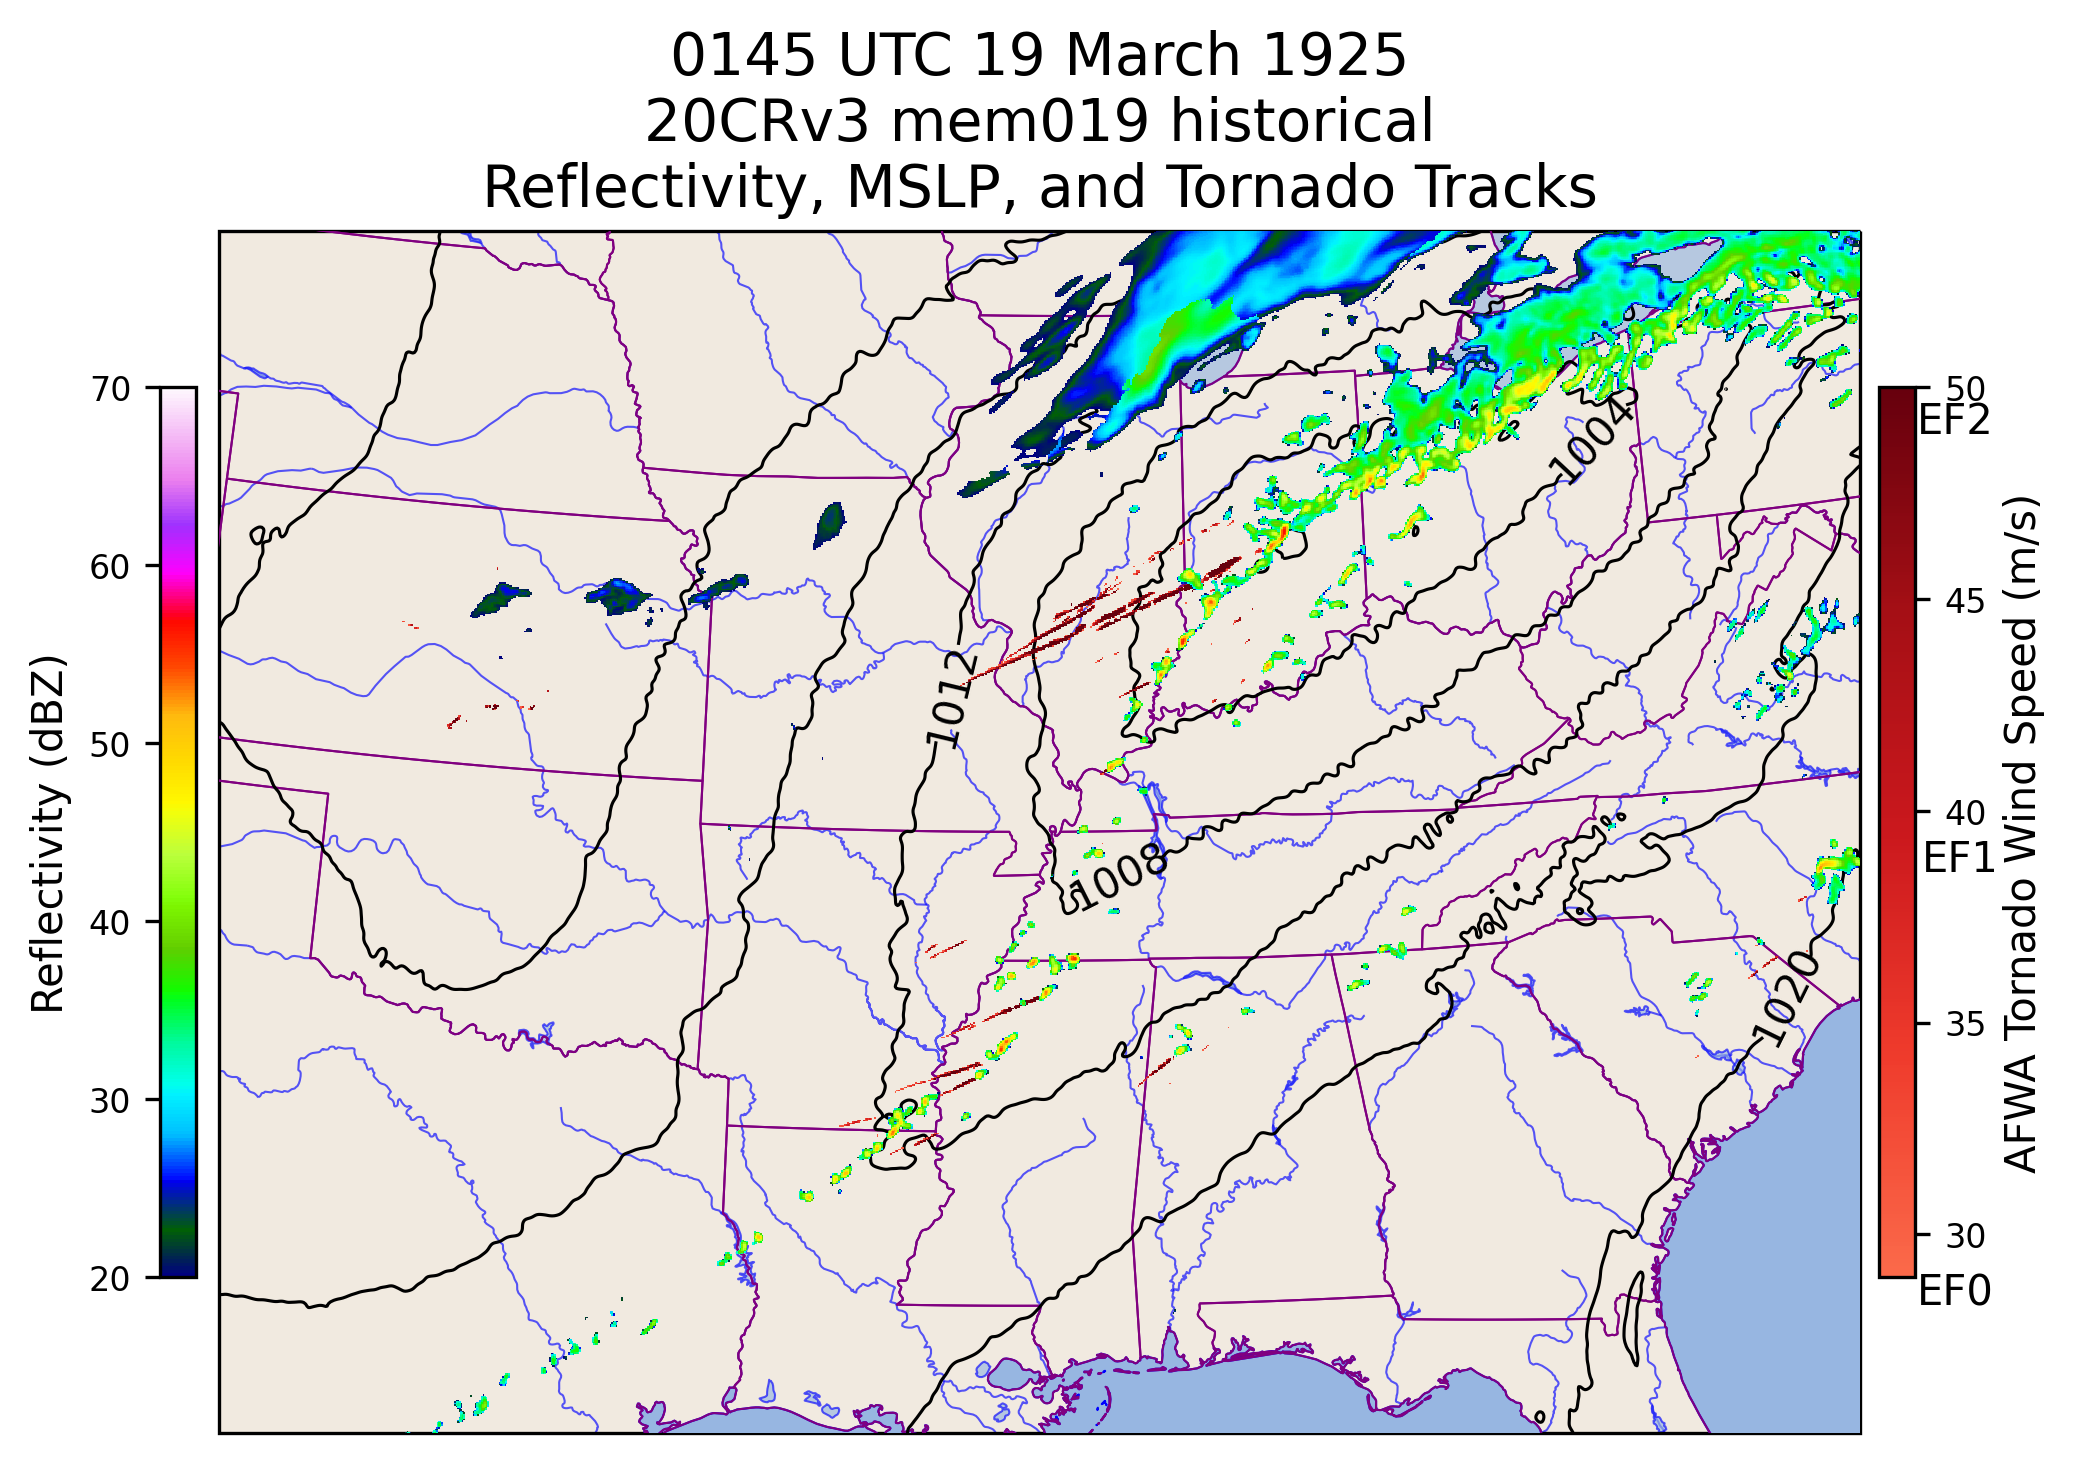 0145 UTC 19 March 1925
20CRv3 mem019 historical
Reflectivity, MSLP, and Tornado Tracks
Reflectivity (dBZ)
70
60
50
40
30
20
1004
1012
1008
1020
50
EF2
45
40
EF1
35
30
EF0
AFWA Tornado Wind Speed (m/s)